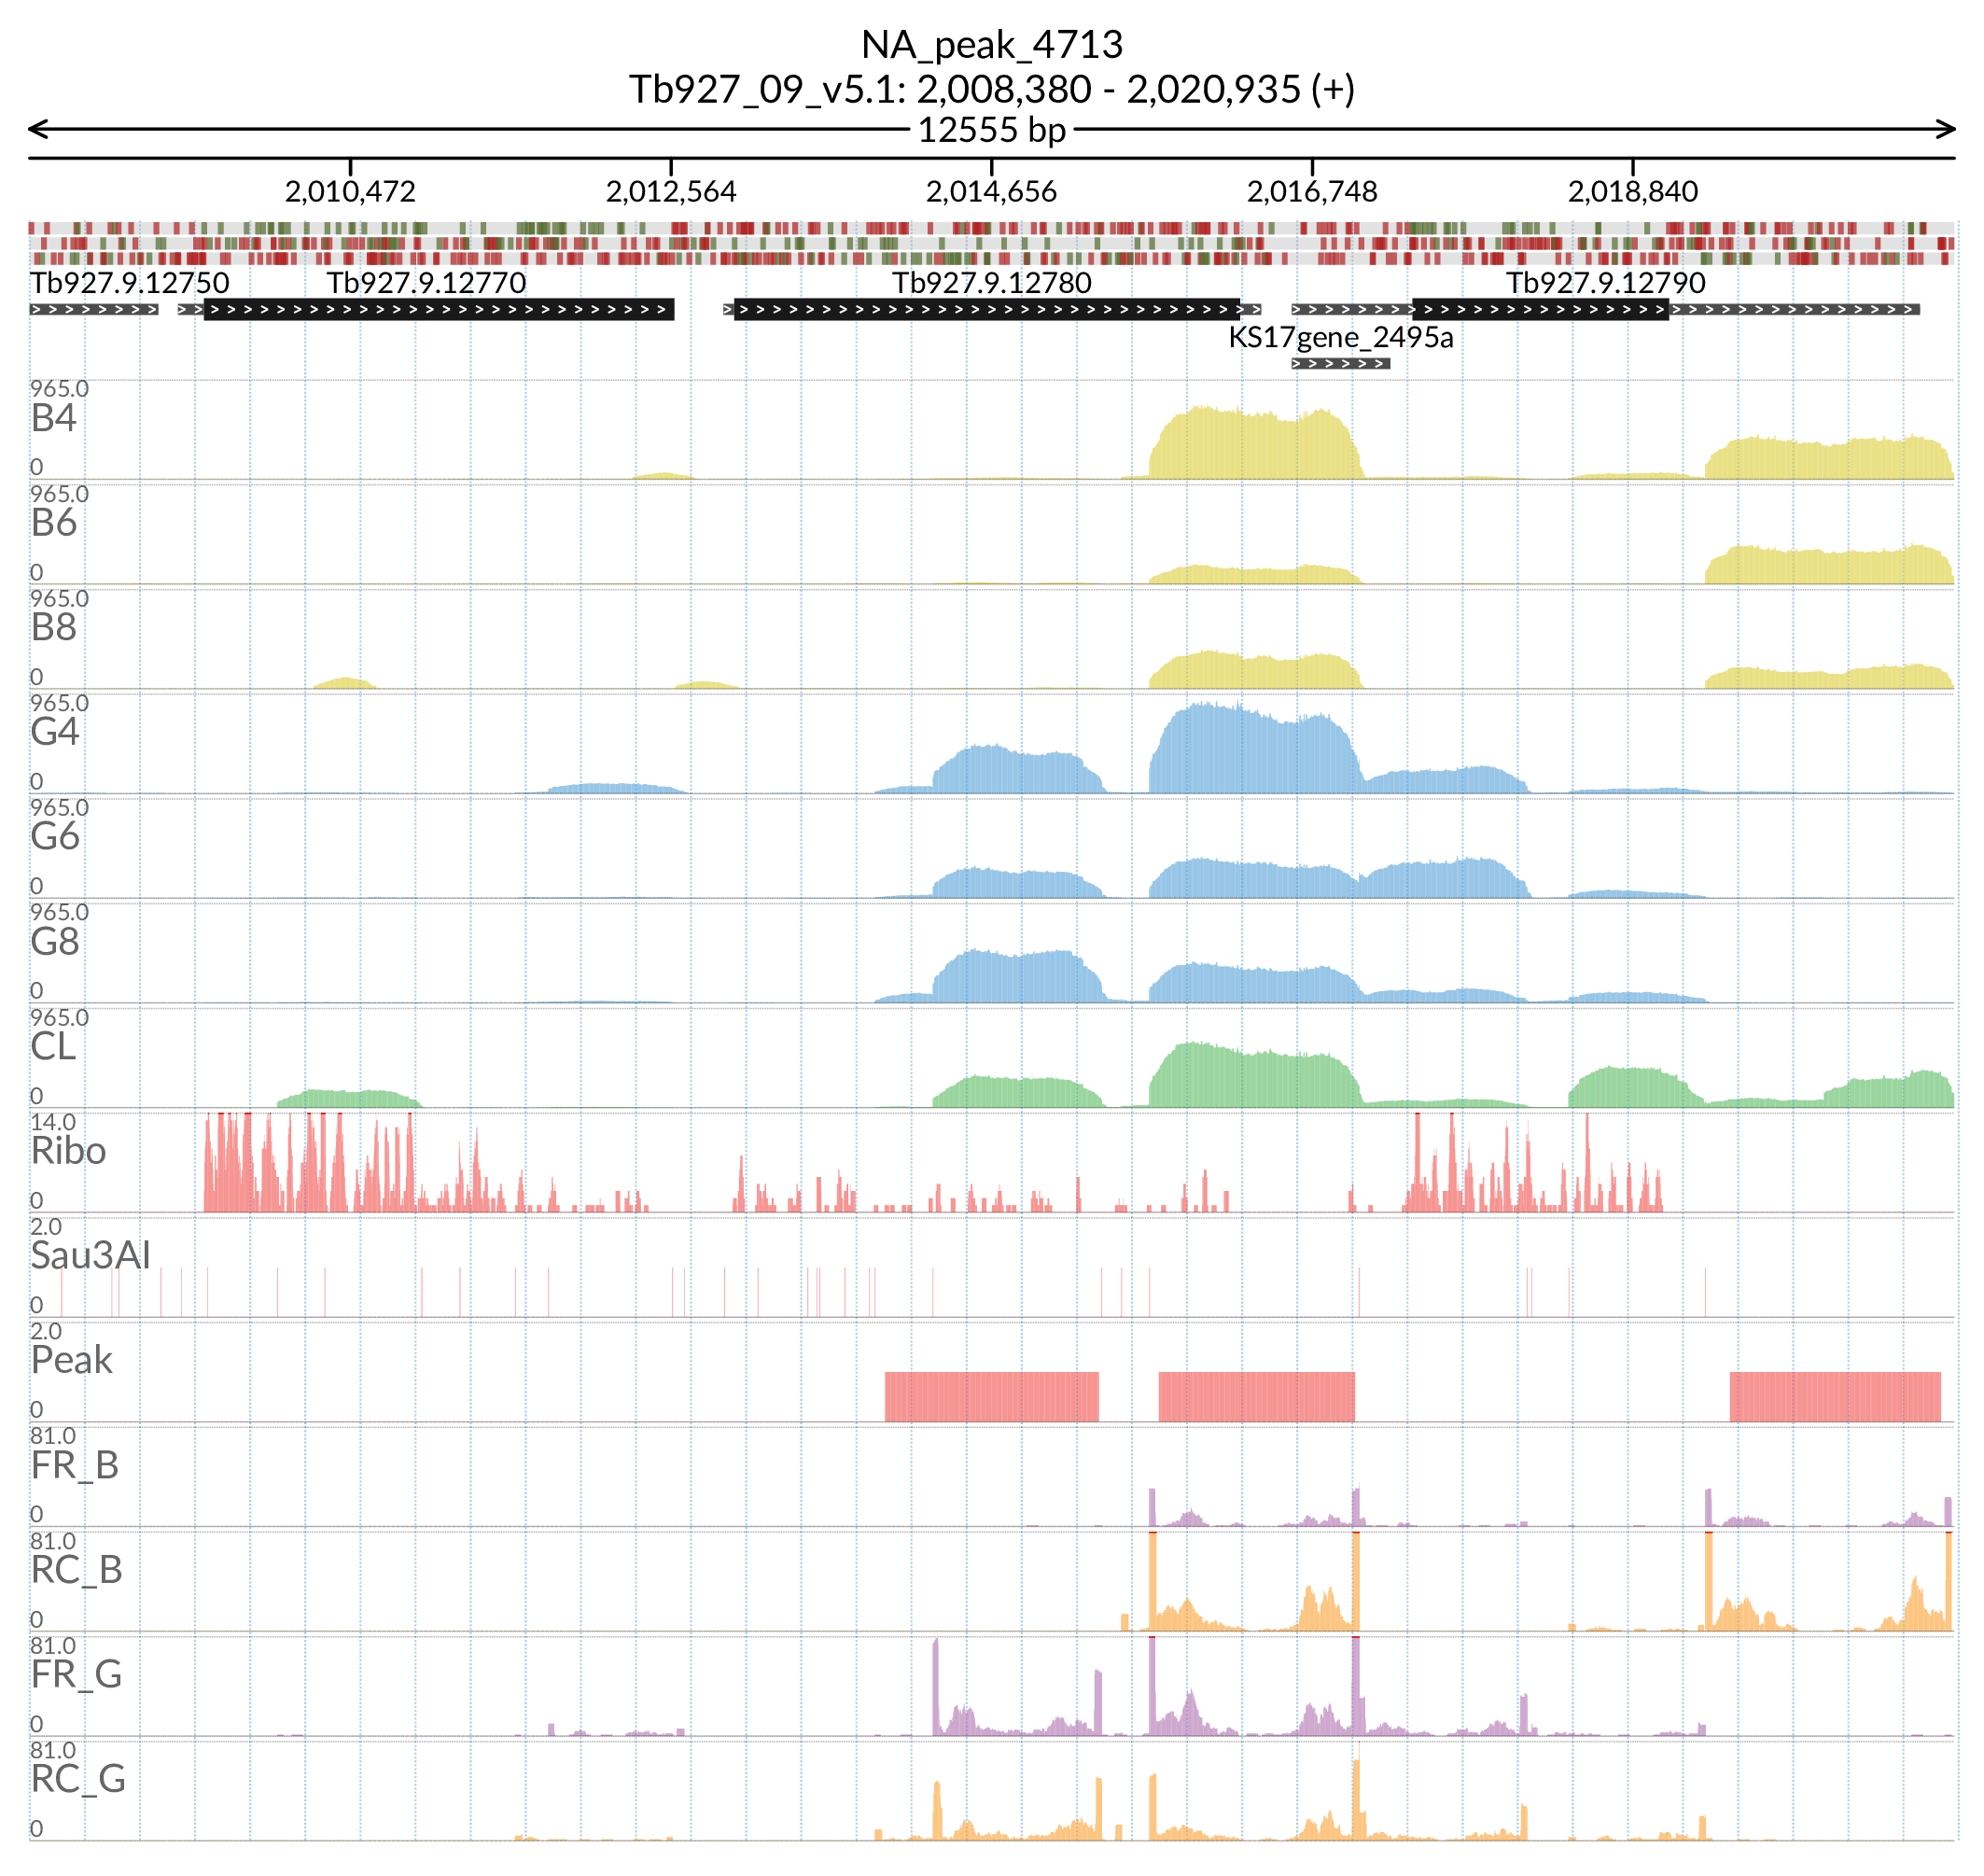 NA_peak_4713
Tb927_09_v5.1: 2,008,380 - 2,020,935 (+)
12555 bp
2,010,472 2,012,564 2,014,656 2,016,748 2,018,840
Tb927.9.12750 Tb927.9.12770 Tb927.9.12780 Tb927.9.12790
KS17gene_2495a
965.0
B4
0
965.0
B6
0
965.0
B8
0
965.0
G4
0
965.0
G6
0
965.0
G8
0
965.0
CL
0
14.0
Ribo
0
2.0
Sau3AI
0
2.0
Peak
0
81.0
FR_B
0
81.0
RC_B
0
81.0
FR_G
0
81.0
RC_G
0